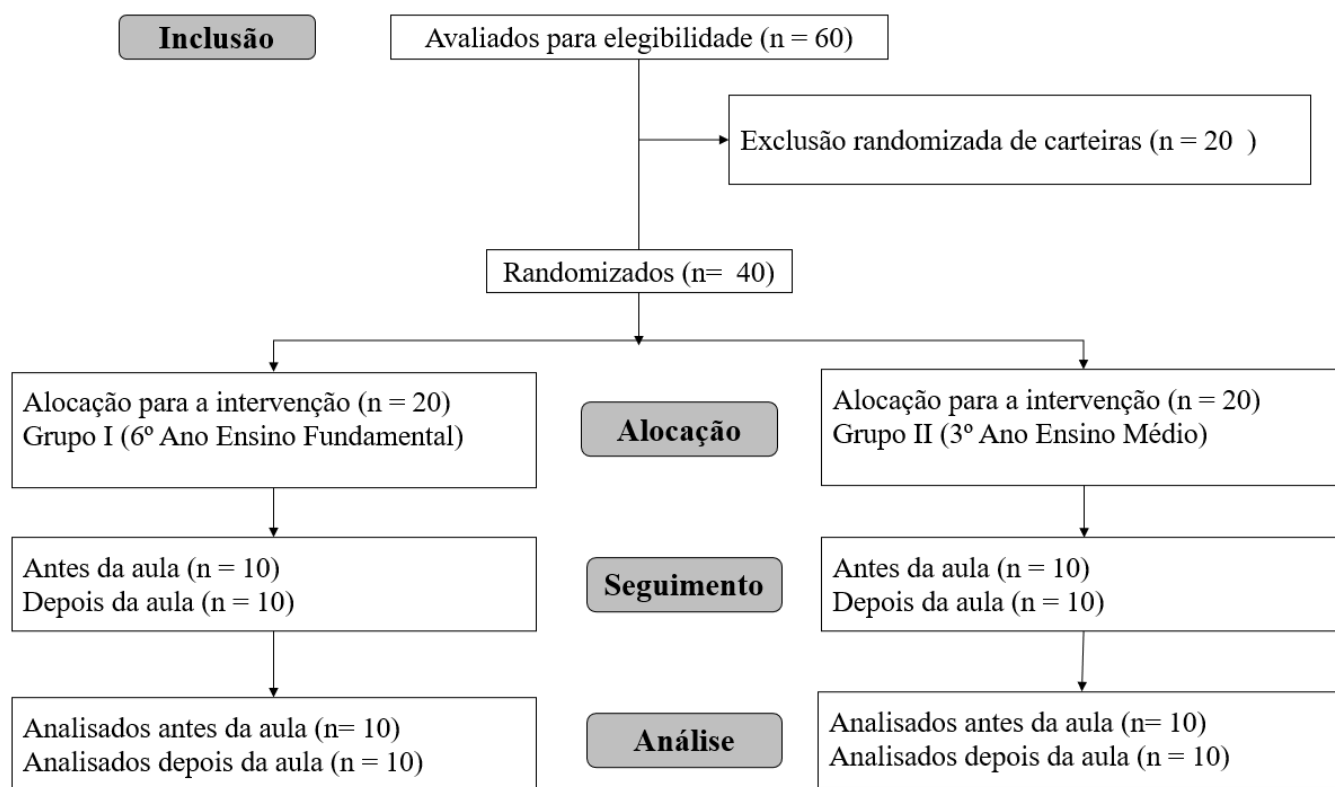 Inclusão
Avaliados para elegibilidade (n = 60)
Exclusão randomizada de carteiras (n = 20  )
Randomizados (n=  40)
Alocação para a intervenção (n = 20)
Grupo I (6º Ano Ensino Fundamental)
Alocação
Alocação para a intervenção (n = 20)
Grupo II (3º Ano Ensino Médio)
Antes da aula (n = 10)
Depois da aula (n = 10)
Seguimento
Antes da aula (n = 10)
Depois da aula (n = 10)
Analisados antes da aula (n= 10)
Analisados depois da aula (n = 10)
Análise
Analisados antes da aula (n= 10)
Analisados depois da aula (n = 10)